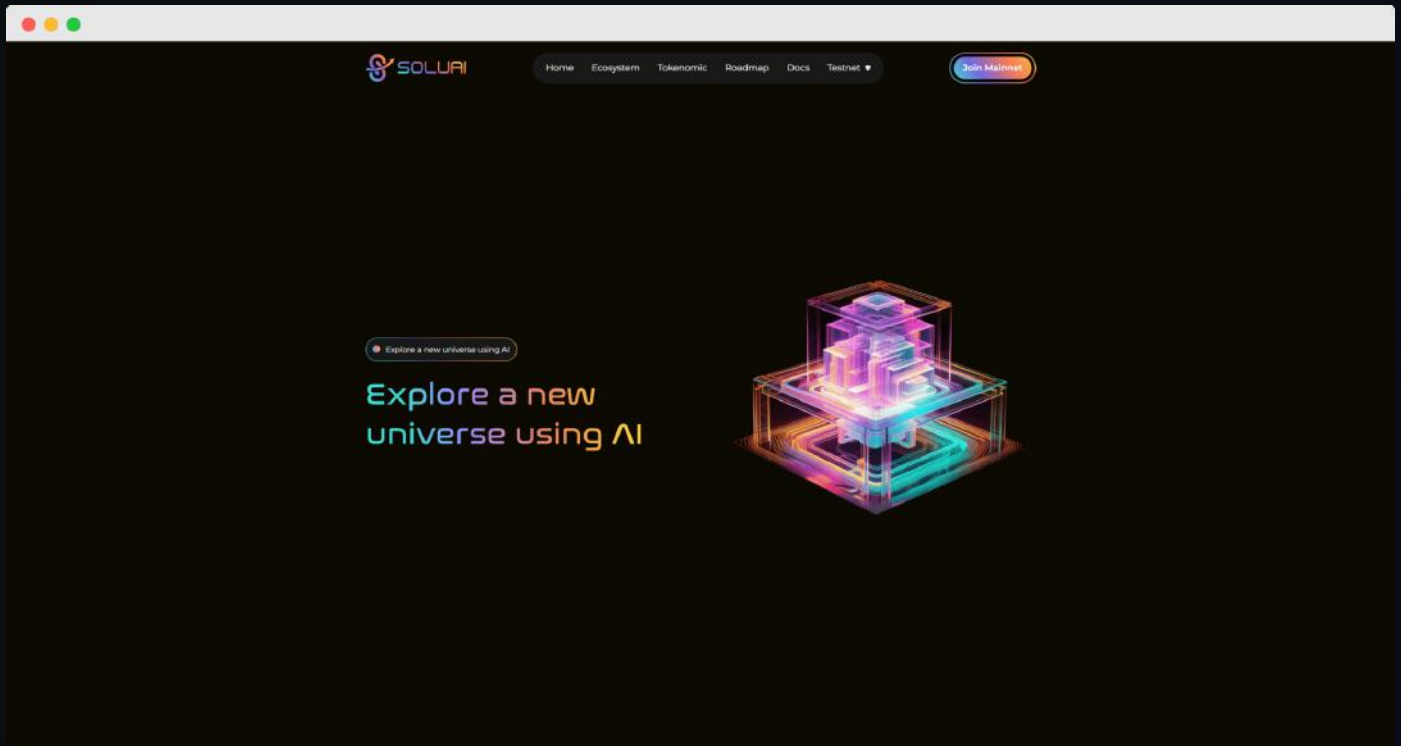 SOLUAI
Home Ecosystem Tokenomic Roadmap Docs Testnet
Join Mainnet
Explore a new universe using AI
Explore a new
universe using AI